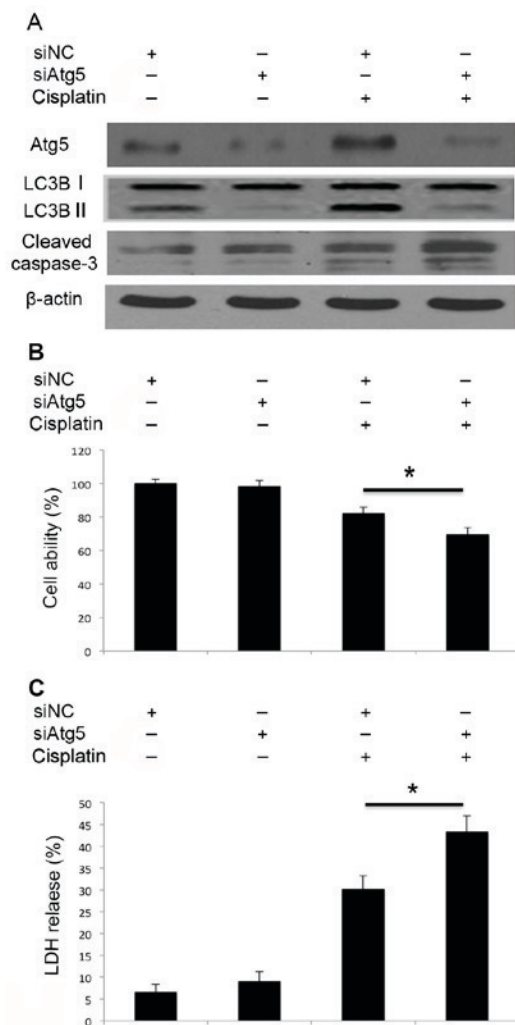 A
siNC + − + −
siAtg5 − + − +
Cisplatin − − + +
Atg5
LC3B I
LC3B II
Cleaved
caspase-3
β-actin
B
siNC + − + −
siAtg5 − + − +
Cisplatin − − + +
120
*
100
80
60
40
20
0
Cell ability (%)
C
siNC + − + −
siAtg5 − + − +
Cisplatin − − + +
50
*
45
40
35
30
25
20
15
10
5
0
LDH relaese (%)